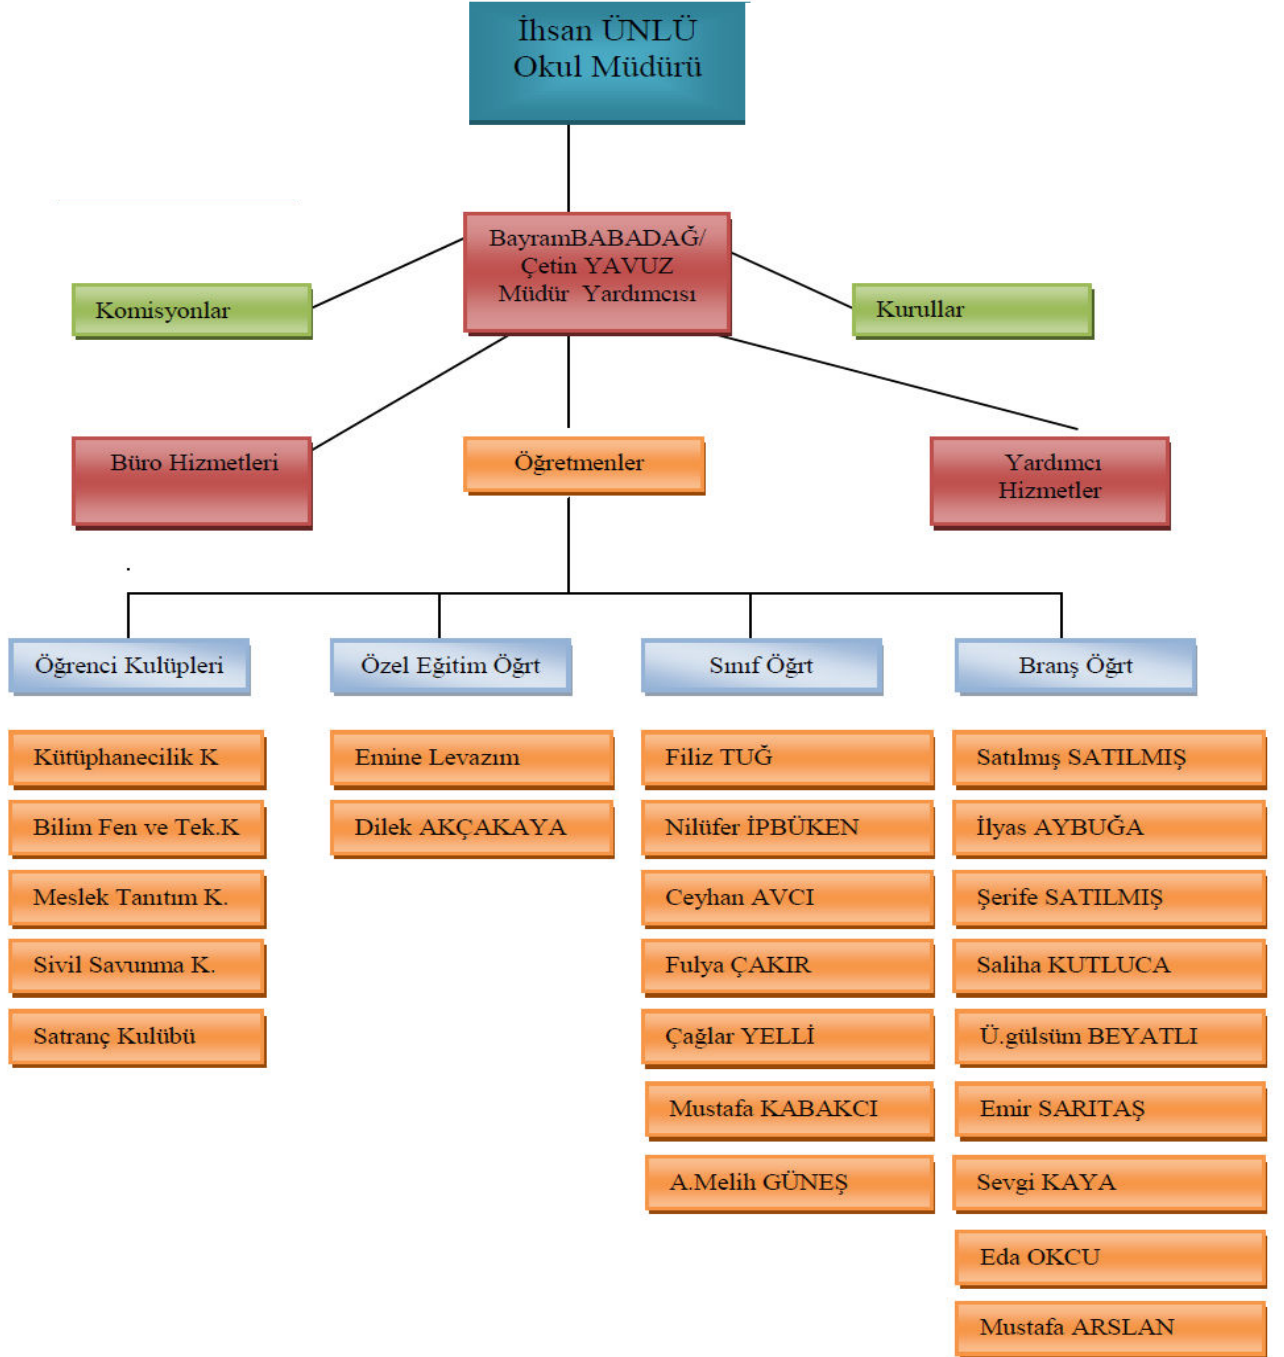 İhsan ÜNLÜ
Okul Müdürü
BayramBABADAĞ/
Çetin YAVUZ
Müdür Yardımcısı
Komisyonlar
Kurullar
Büro Hizmetleri
Öğretmenler
Yardımcı
Hizmetler
.
Öğrenci Kulüpleri
Özel Eğitim Öğrt
Sınıf Öğrt
Branş Öğrt
Kütüphanecilik K
Bilim Fen ve Tek.K
Meslek Tanıtım K.
Sivil Savunma K.
Satranç Kulübü
Emine Levazım
Dilek AKÇAKAYA
Filiz TUĞ
Nilüfer İPBÜKEN
Ceyhan AVCI
Fulya ÇAKIR
Çağlar YELLİ
Mustafa KABAKCI
A.Melih GÜNEŞ
Satılmış SATILMIŞ
İlyas AYBUĞA
Şerife SATILMIŞ
Saliha KUTLUCA
Ü.gülsüm BEYATLI
Emir SARITAŞ
Sevgi KAYA
Eda OKCU
Mustafa ARSLAN